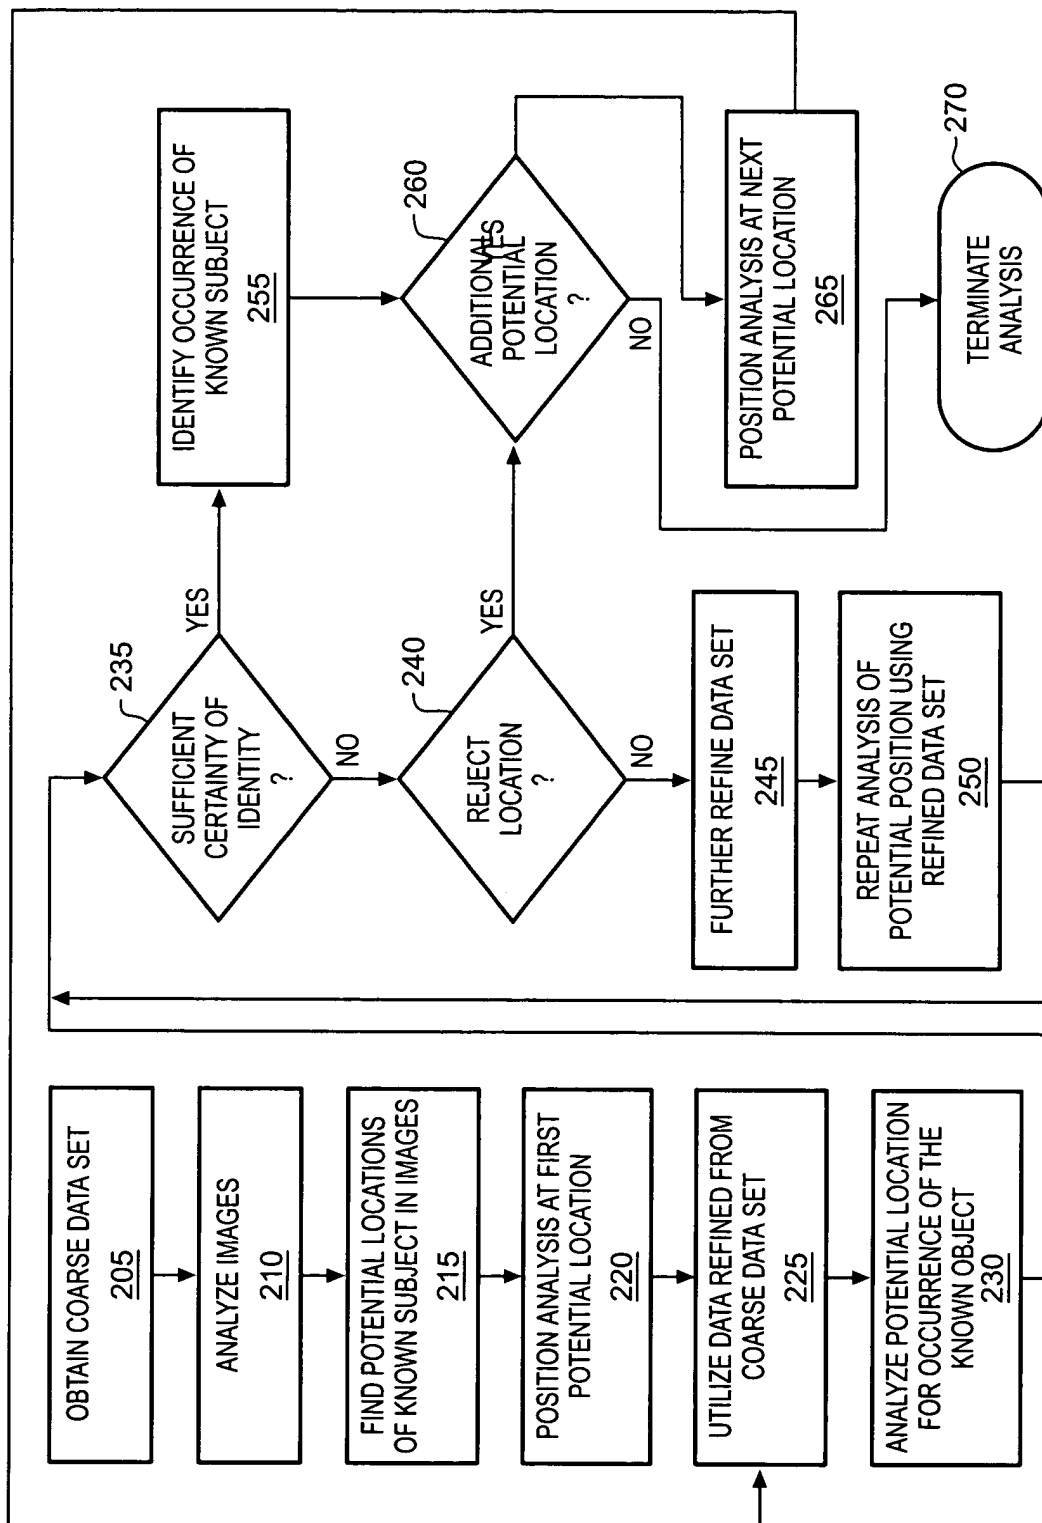 OBTAIN COARSE DATA SET
205
ANALYZE IMAGES
210
FIND POTENTIAL LOCATIONS
OF KNOWN SUBJECT IN IMAGES
215
POSITION ANALYSIS AT FIRST
POTENTIAL LOCATION
220
UTILIZE DATA REFINED FROM
COARSE DATA SET
225
ANALYZE POTENTIAL LOCATION
FOR OCCURRENCE OF THE
KNOWN OBJECT
230
235
SUFFICIENT
CERTAINTY OF
IDENTITY
?
YES
NO
240
REJECT
LOCATION
?
YES
NO
FURTHER REFINE DATA SET
245
REPEAT ANALYSIS OF
POTENTIAL POSITION USING
REFINED DATA SET
250
IDENTIFY OCCURRENCE OF
KNOWN SUBJECT
255
260
ADDITIONAL
POTENTIAL
LOCATION
?
YES
NO
POSITION ANALYSIS AT NEXT
POTENTIAL LOCATION
265
270
TERMINATE
ANALYSIS